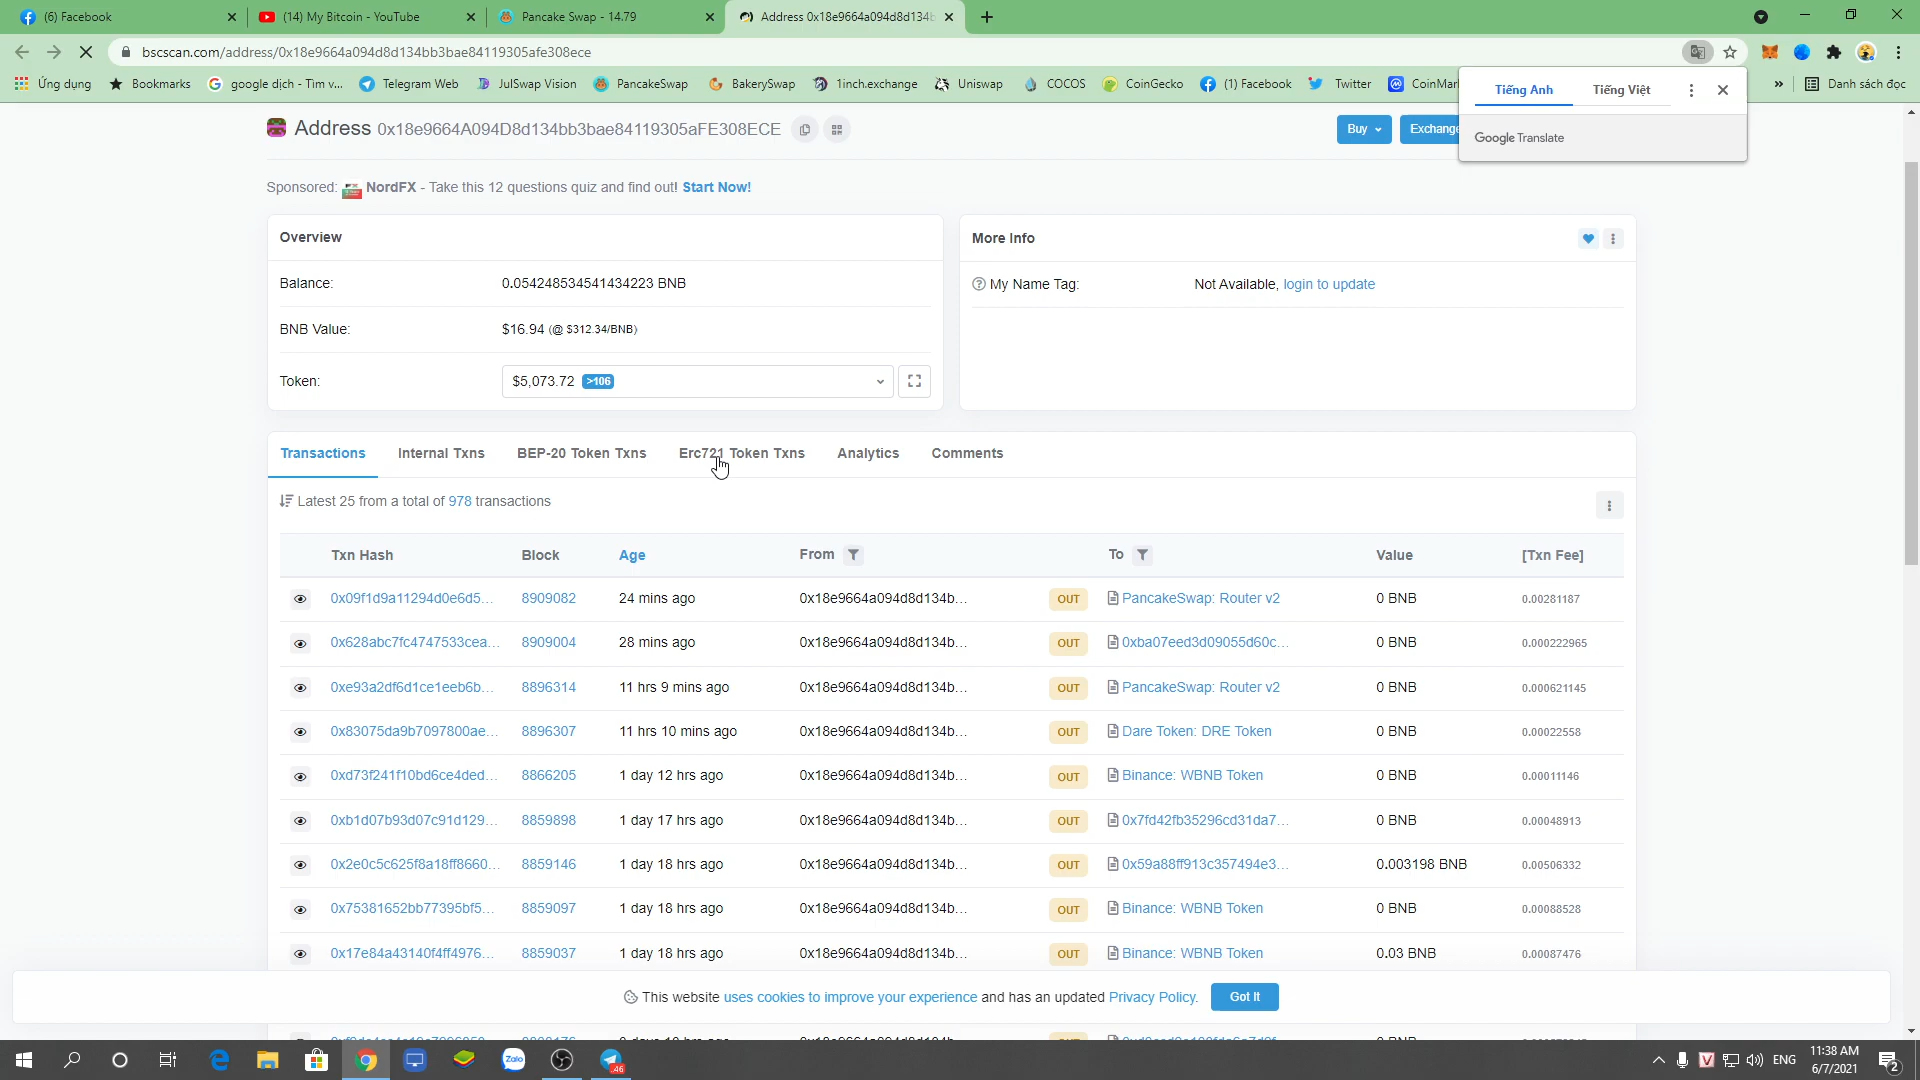 (6) Facebook
(14) My Bitcoin - YouTube
Pancake Swap - 14.79
Address 0x18e9664a094d8d134b
bscscan.com/address/0x18e9664a094d8d134bb3bae84119305afe308ece
Ứng dụng
Bookmarks
google dịch - Tìm v...
Telegram Web
JulSwap Vision
PancakeSwap
BakerySwap
1inch.exchange
Uniswap
COCOS
CoinGecko
(1) Facebook
Twitter
CoinMar
»
Danh sách đọc
Tiếng Anh
Tiếng Việt
Google Translate
Address 0x18e9664A094D8d134bb3bae84119305aFE308ECE
Buy
Exchange
Sponsored: NordFX - Take this 12 questions quiz and find out! Start Now!
Overview
Balance: 0.054248534541434223 BNB
BNB Value: $16.94 (@ $312.34/BNB)
Token: $5,073.72 >106
More Info
My Name Tag: Not Available, login to update
Transactions
Internal Txns
BEP-20 Token Txns
Erc721 Token Txns
Analytics
Comments
Latest 25 from a total of 978 transactions
Txn Hash Block Age From To Value [Txn Fee]
0x09f1d9a11294d0e6d5... 8909082 24 mins ago 0x18e9664a094d8d134b... OUT PancakeSwap: Router v2 0 BNB 0.00281187
0x628abc7fc4747533cea... 8909004 28 mins ago 0x18e9664a094d8d134b... OUT 0xba07eed3d09055d60c... 0 BNB 0.000222965
0xe93a2df6d1ce1eeb6b... 8896314 11 hrs 9 mins ago 0x18e9664a094d8d134b... OUT PancakeSwap: Router v2 0 BNB 0.000621145
0x83075da9b7097800ae... 8896307 11 hrs 10 mins ago 0x18e9664a094d8d134b... OUT Dare Token: DRE Token 0 BNB 0.00022558
0xd73f241f10bd6ce4ded... 8866205 1 day 12 hrs ago 0x18e9664a094d8d134b... OUT Binance: WBNB Token 0 BNB 0.00011146
0xb1d07b93d07c91d129... 8859898 1 day 17 hrs ago 0x18e9664a094d8d134b... OUT 0x7fd42fb35296cd31da7... 0 BNB 0.00048913
0x2e0c5c625f8a18ff8660... 8859146 1 day 18 hrs ago 0x18e9664a094d8d134b... OUT 0x59a88ff913c357494e3... 0.003198 BNB 0.00506332
0x75381652bb77395bf5... 8859097 1 day 18 hrs ago 0x18e9664a094d8d134b... OUT Binance: WBNB Token 0 BNB 0.00088528
0x17e84a43140f4ff4976... 8859037 1 day 18 hrs ago 0x18e9664a094d8d134b... OUT Binance: WBNB Token 0.03 BNB 0.00087476
This website uses cookies to improve your experience and has an updated Privacy Policy.
Got It
Zalo
46
V
ENG
11:38 AM
6/7/2021
2